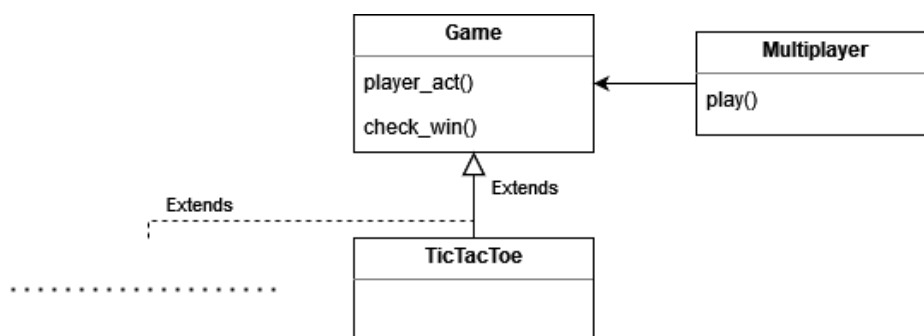 Game
player_act()
check_win()
Multiplayer
play()
Extends
Extends
TicTacToe